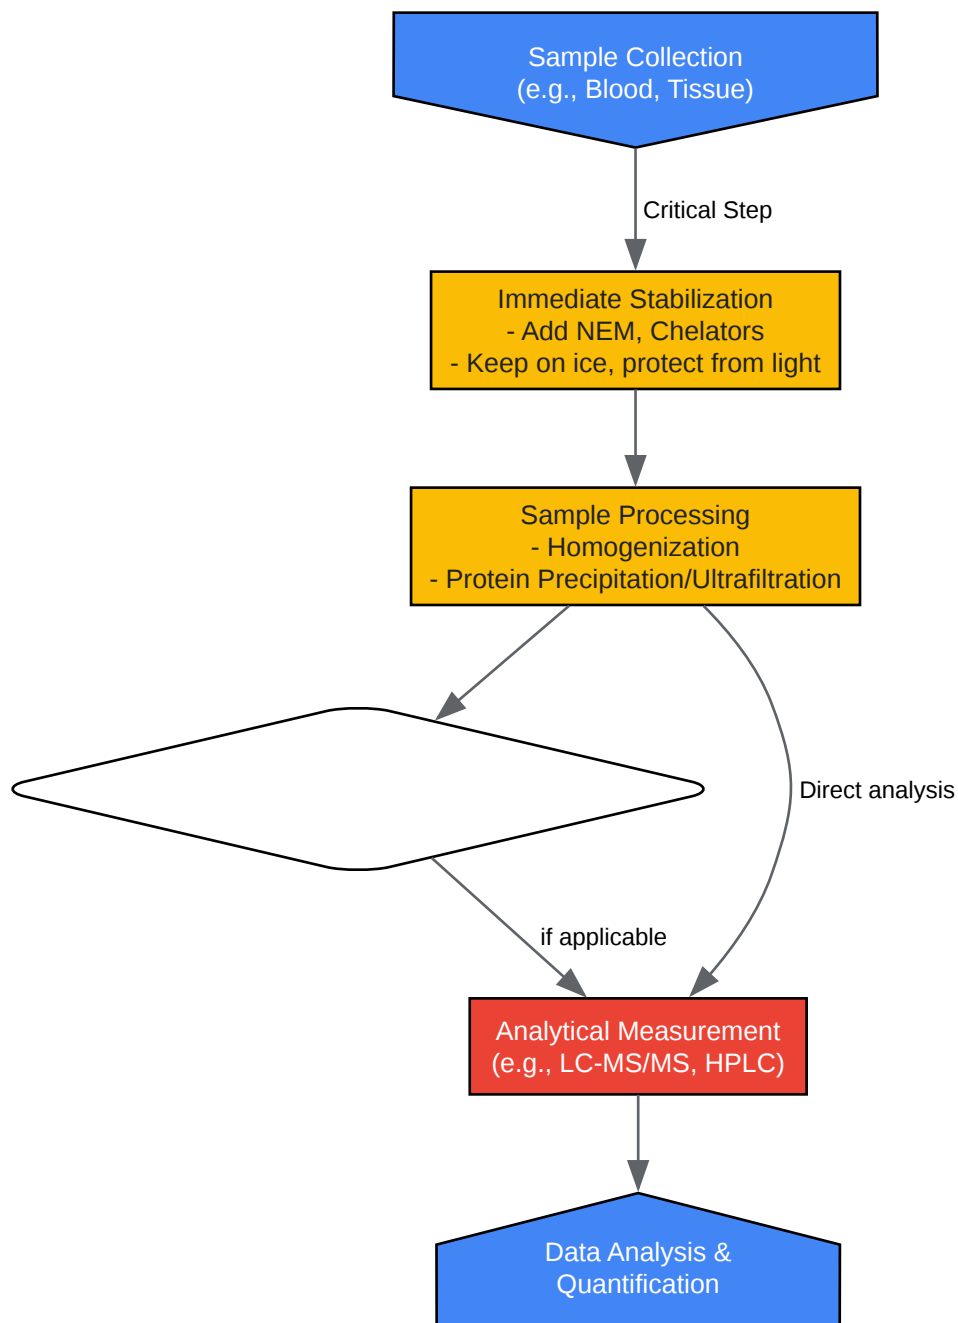 Sample Collection
(e.g., Blood, Tissue)
Critical Step
Immediate Stabilization
- Add NEM, Chelators
- Keep on ice, protect from light
Sample Processing
- Homogenization
- Protein Precipitation/Ultrafiltration
Direct analysis
if applicable
Analytical Measurement
(e.g., LC-MS/MS, HPLC)
Data Analysis &
Quantification